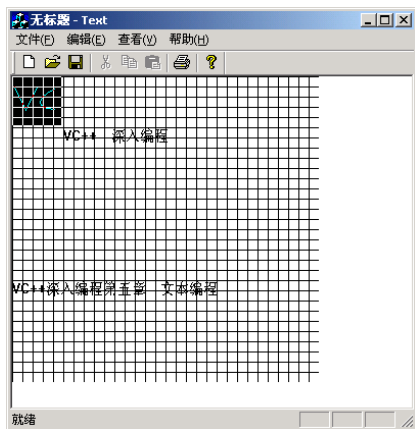 无标题 - Text
文件(F) 编辑(E) 查看(V) 帮助(H)
VC
VC++ 深入编程
VC++深入编程第五章 文本编程
就绪